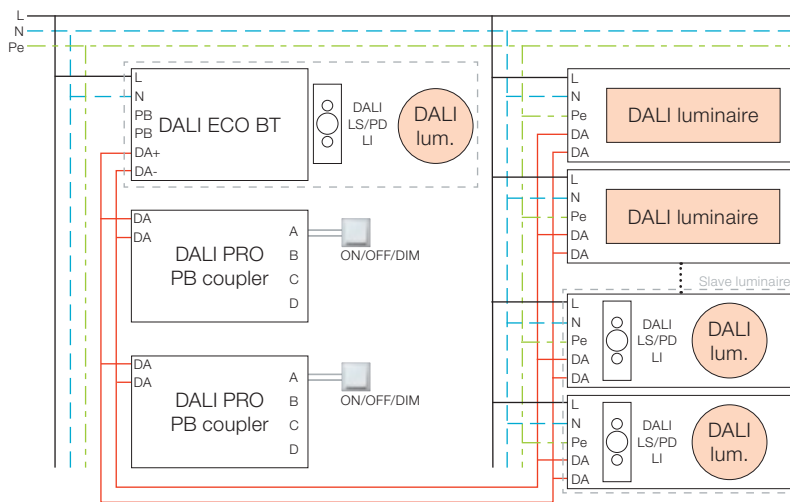 L
N
Pe
L
N
PB
PB
DA+
DA-
DALI ECO BT
DALI
LS/PD
LI
DALI
lum.
DA
DA
DALI PRO
PB coupler
A
B
C
D
ON/OFF/DIM
DA
DA
DALI PRO
PB coupler
A
B
C
D
ON/OFF/DIM
L
N
Pe
DA
DA
DALI luminaire
L
N
Pe
DA
DA
DALI luminaire
Slave luminaire
L
N
Pe
DA
DA
DALI
LS/PD
LI
DALI
lum.
L
N
Pe
DA
DA
DALI
LS/PD
LI
DALI
lum.